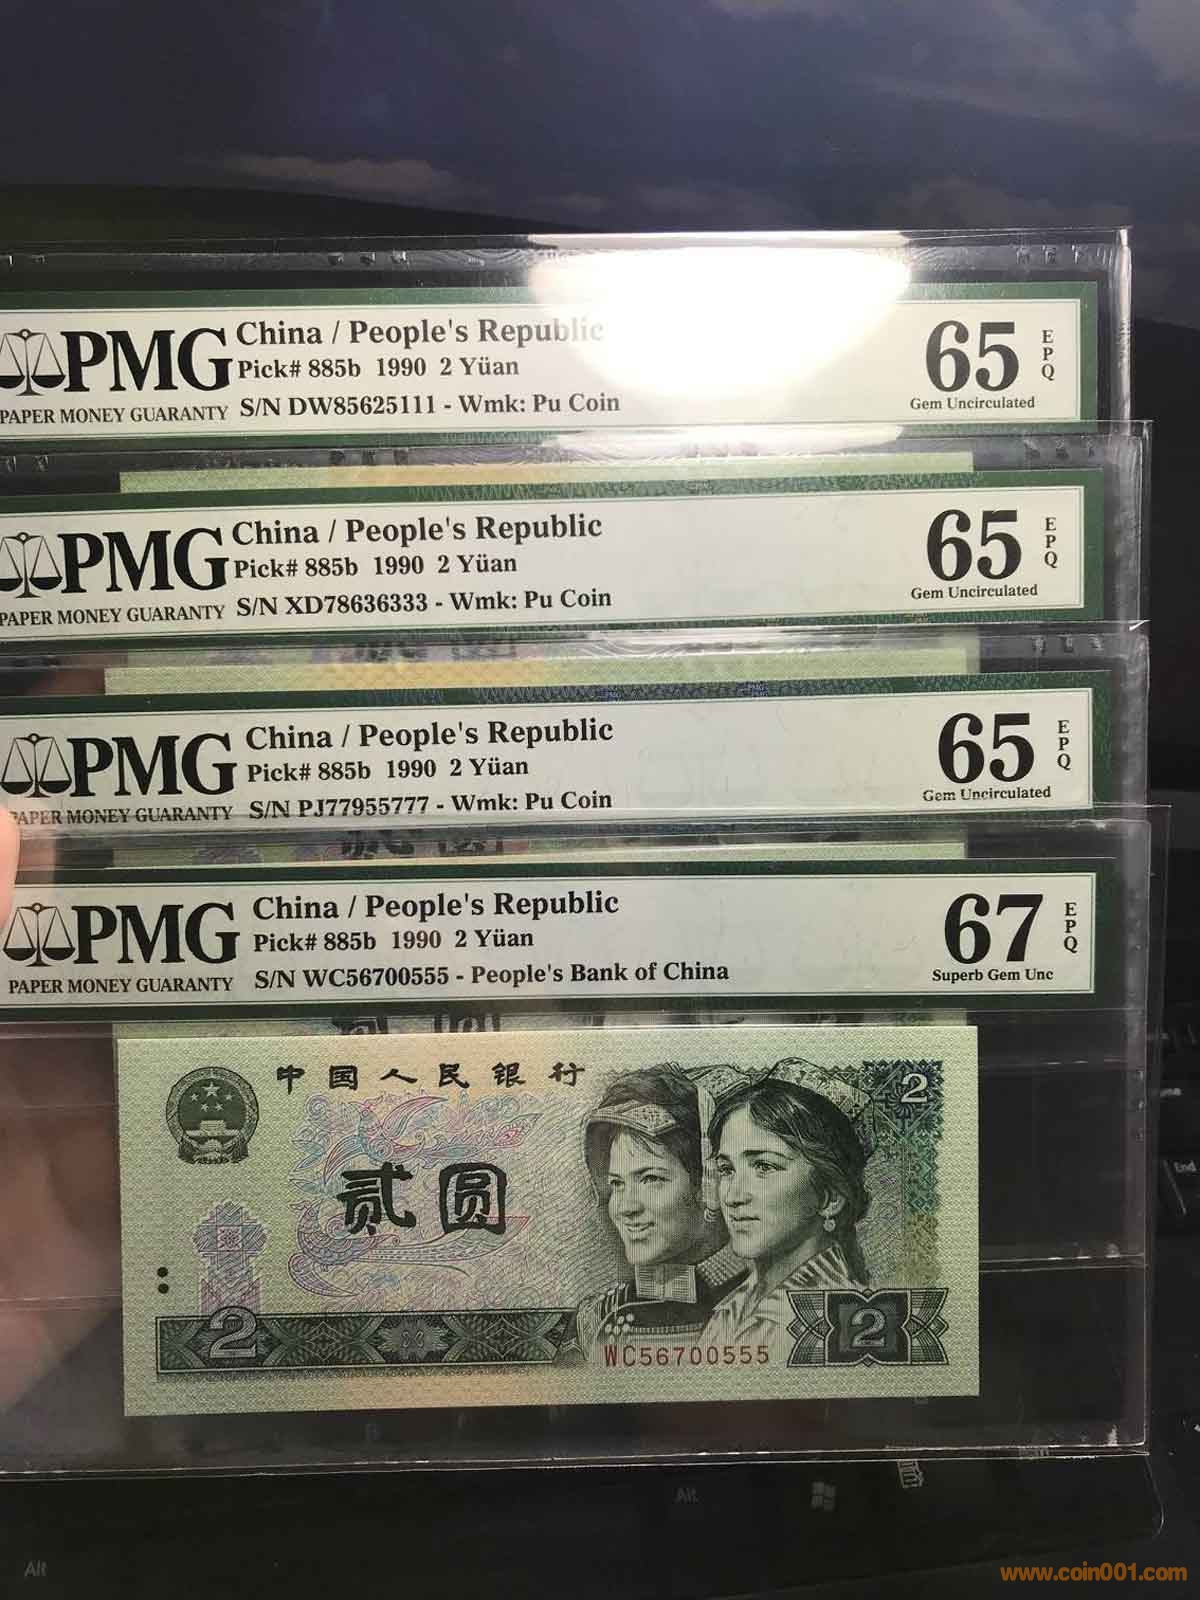 China / People's Republic
PMG
Pick# 885b 1990 2 Yüan
65
EPQ
PAPER MONEY GUARANTY
S/N DW85625111 - Wmk: Pu Coin
Gem Uncirculated
China / People's Republic
PMG
Pick# 885b 1990 2 Yüan
65
EPQ
PAPER MONEY GUARANTY
S/N XD78636333 - Wmk: Pu Coin
Gem Uncirculated
China / People's Republic
PMG
Pick# 885b 1990 2 Yüan
65
EPQ
PAPER MONEY GUARANTY
S/N PJ77955777 - Wmk: Pu Coin
Gem Uncirculated
China / People's Republic
PMG
Pick# 885b 1990 2 Yüan
67
EPQ
PAPER MONEY GUARANTY
S/N WC56700555 - People's Bank of China
Superb Gem Unc
中国人民银行
2
贰圆
2
2
WC56700555
End
Alt
Alt
www.coin001.com